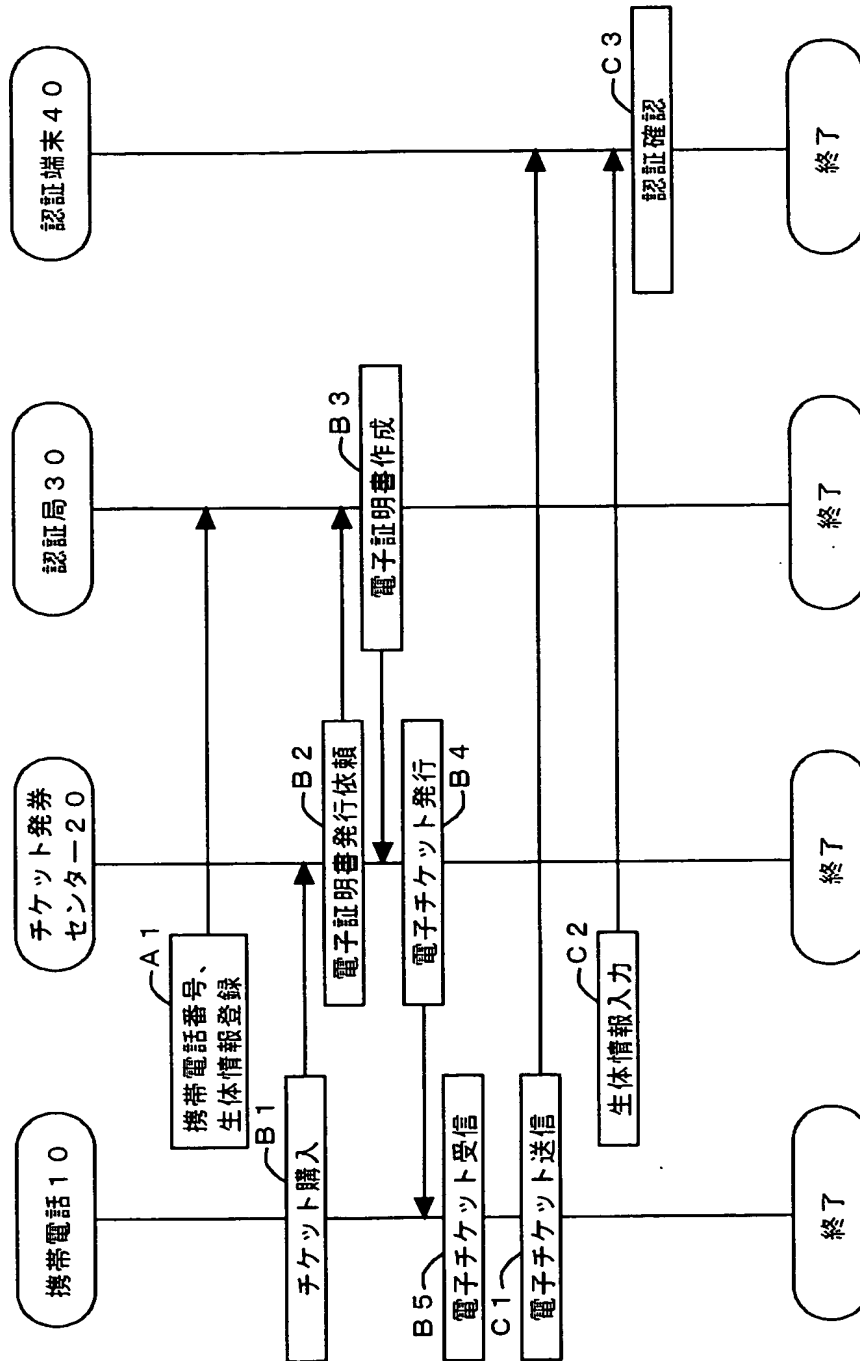 携帯電話10
チケット発券
センター20
認証局30
認証端末40
A1
携帯電話番号、
生体情報登録
B1
チケット購入
B2
電子証明書発行依頼
B3
電子証明書作成
B4
電子チケット発行
B5
電子チケット受信
C1
電子チケット送信
C2
生体情報入力
C3
認証確認
終了
終了
終了
終了